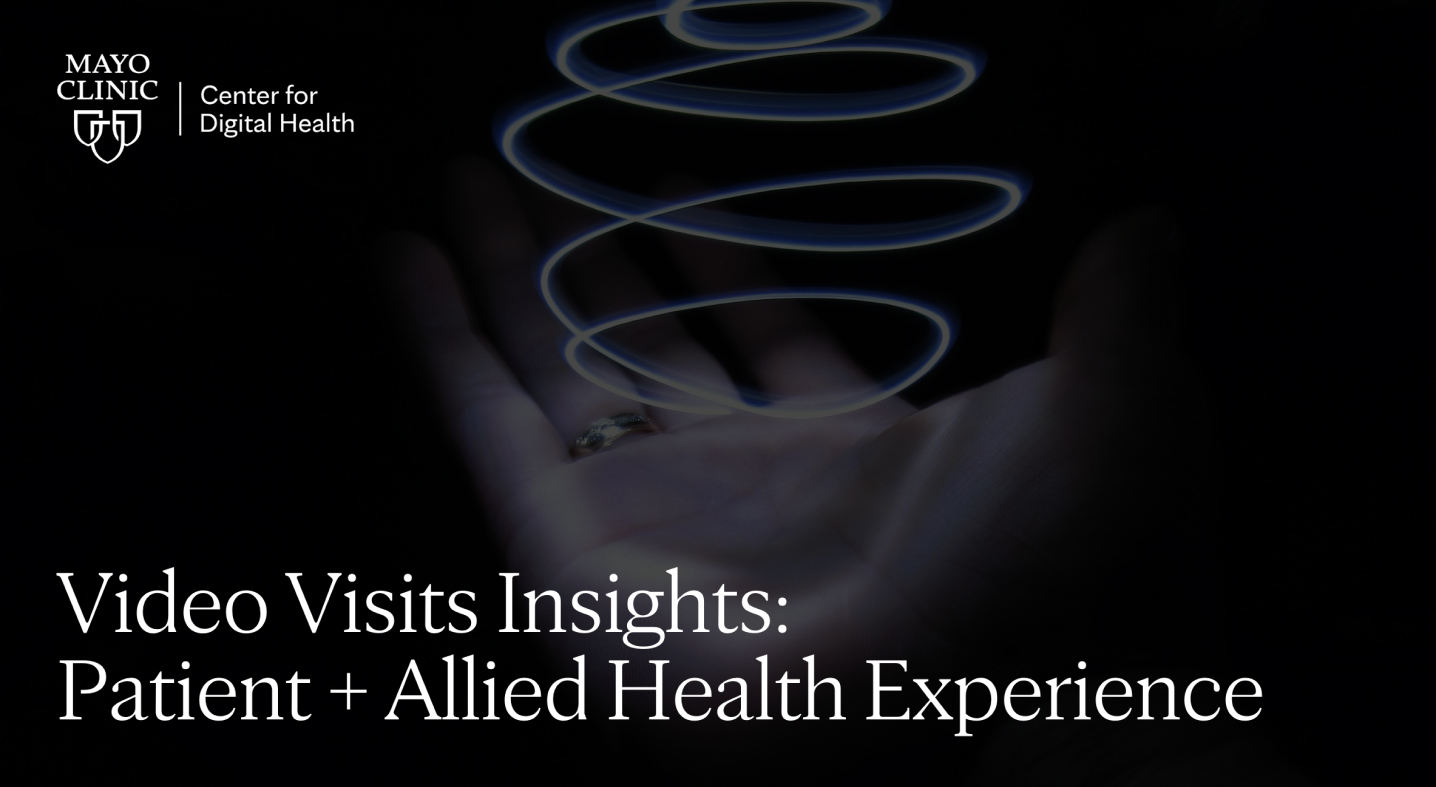 MAYO
CLINIC
Center for
Digital Health
Video Visits Insights:
Patient + Allied Health Experience